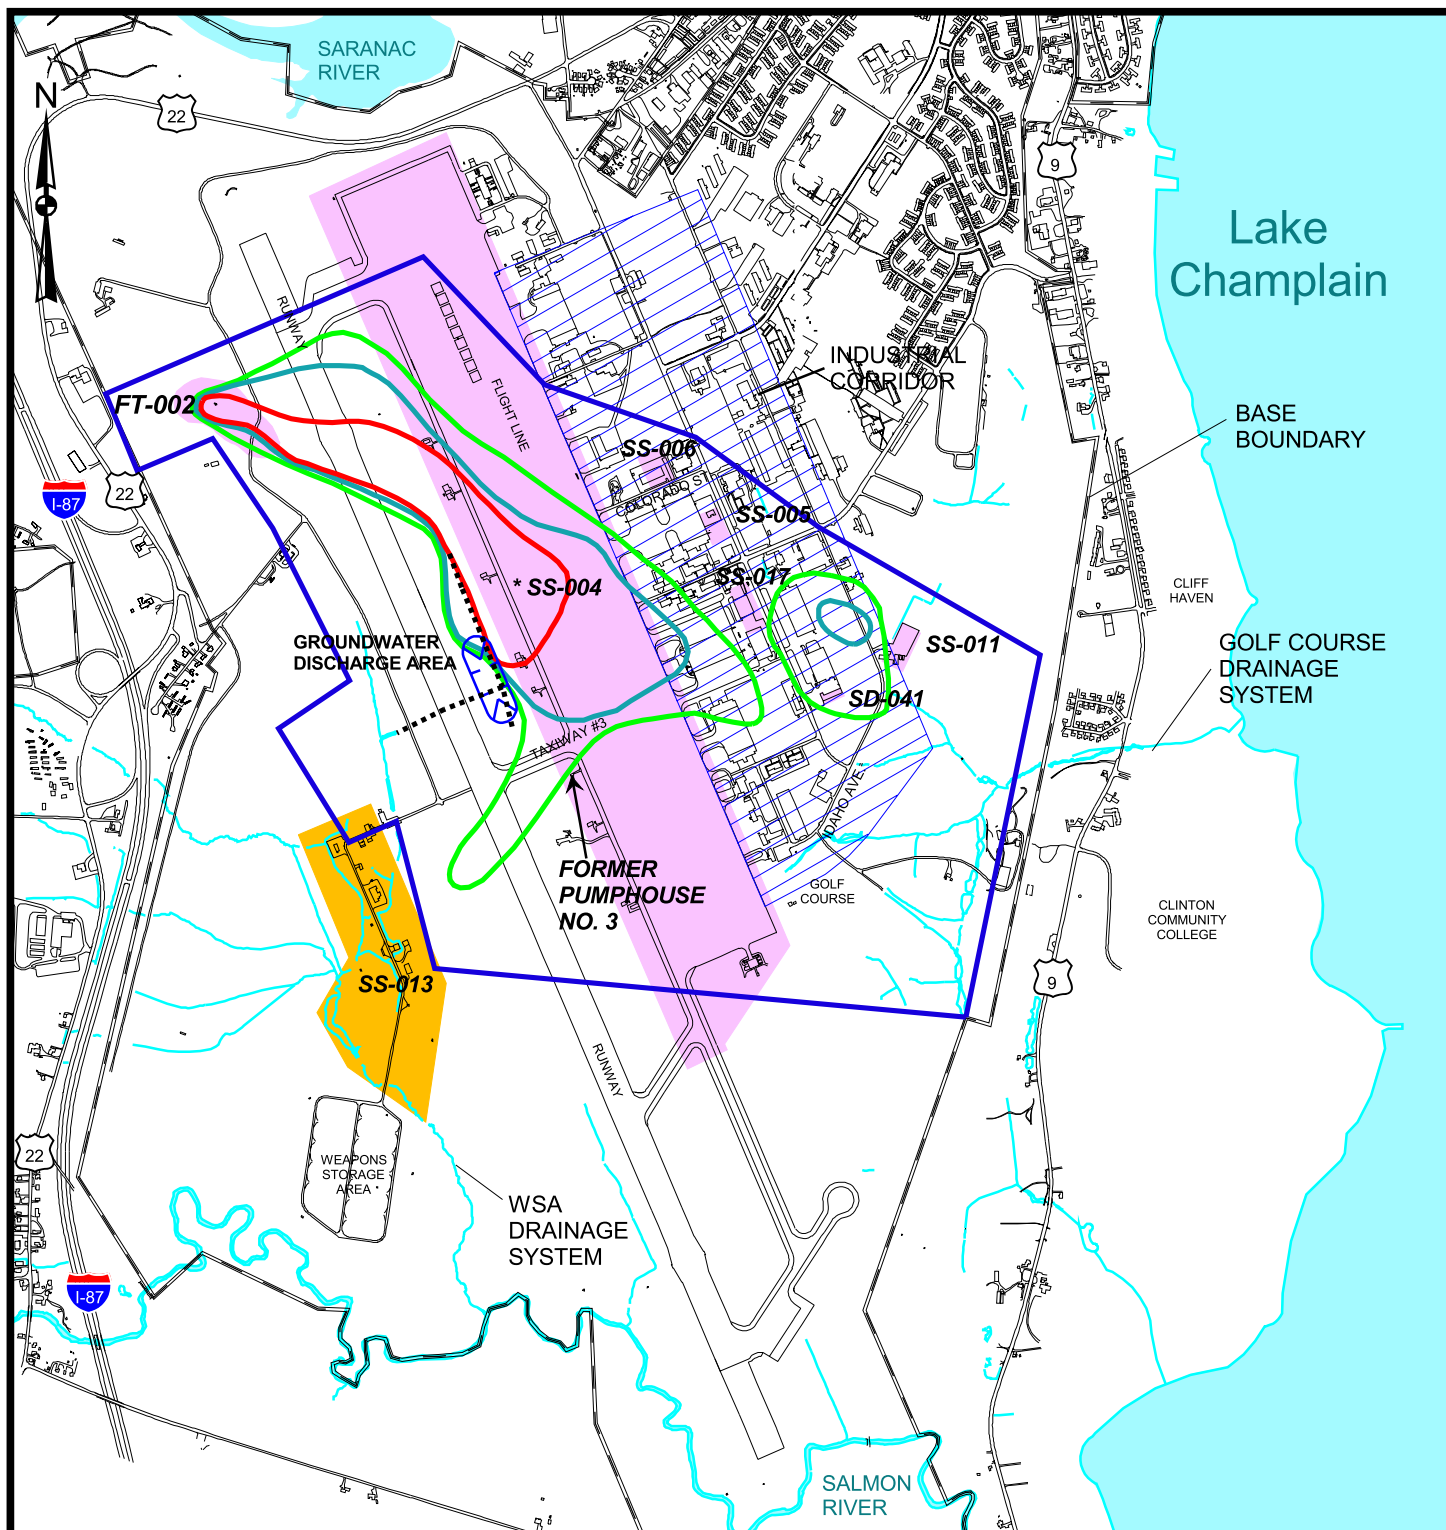 SARANAC
RIVER
N
22
9
Lake
Champlain
RUNWAY
FLIGHT LINE
INDUSTRIAL
CORRIDOR
FT-002
BASE
BOUNDARY
SS-006
COLORADO ST
22
I-87
SS-005
SS-017
* SS-004
CLIFF
HAVEN
GROUNDWATER
DISCHARGE AREA
SS-011
GOLF COURSE
DRAINAGE
SYSTEM
SD-041
TAXIWAY #3
IDAHO AVE
FORMER
PUMPHOUSE
NO. 3
GOLF
COURSE
CLINTON
COMMUNITY
COLLEGE
SS-013
9
RUNWAY
22
WEAPONS
STORAGE
AREA
WSA
DRAINAGE
SYSTEM
I-87
SALMON
RIVER